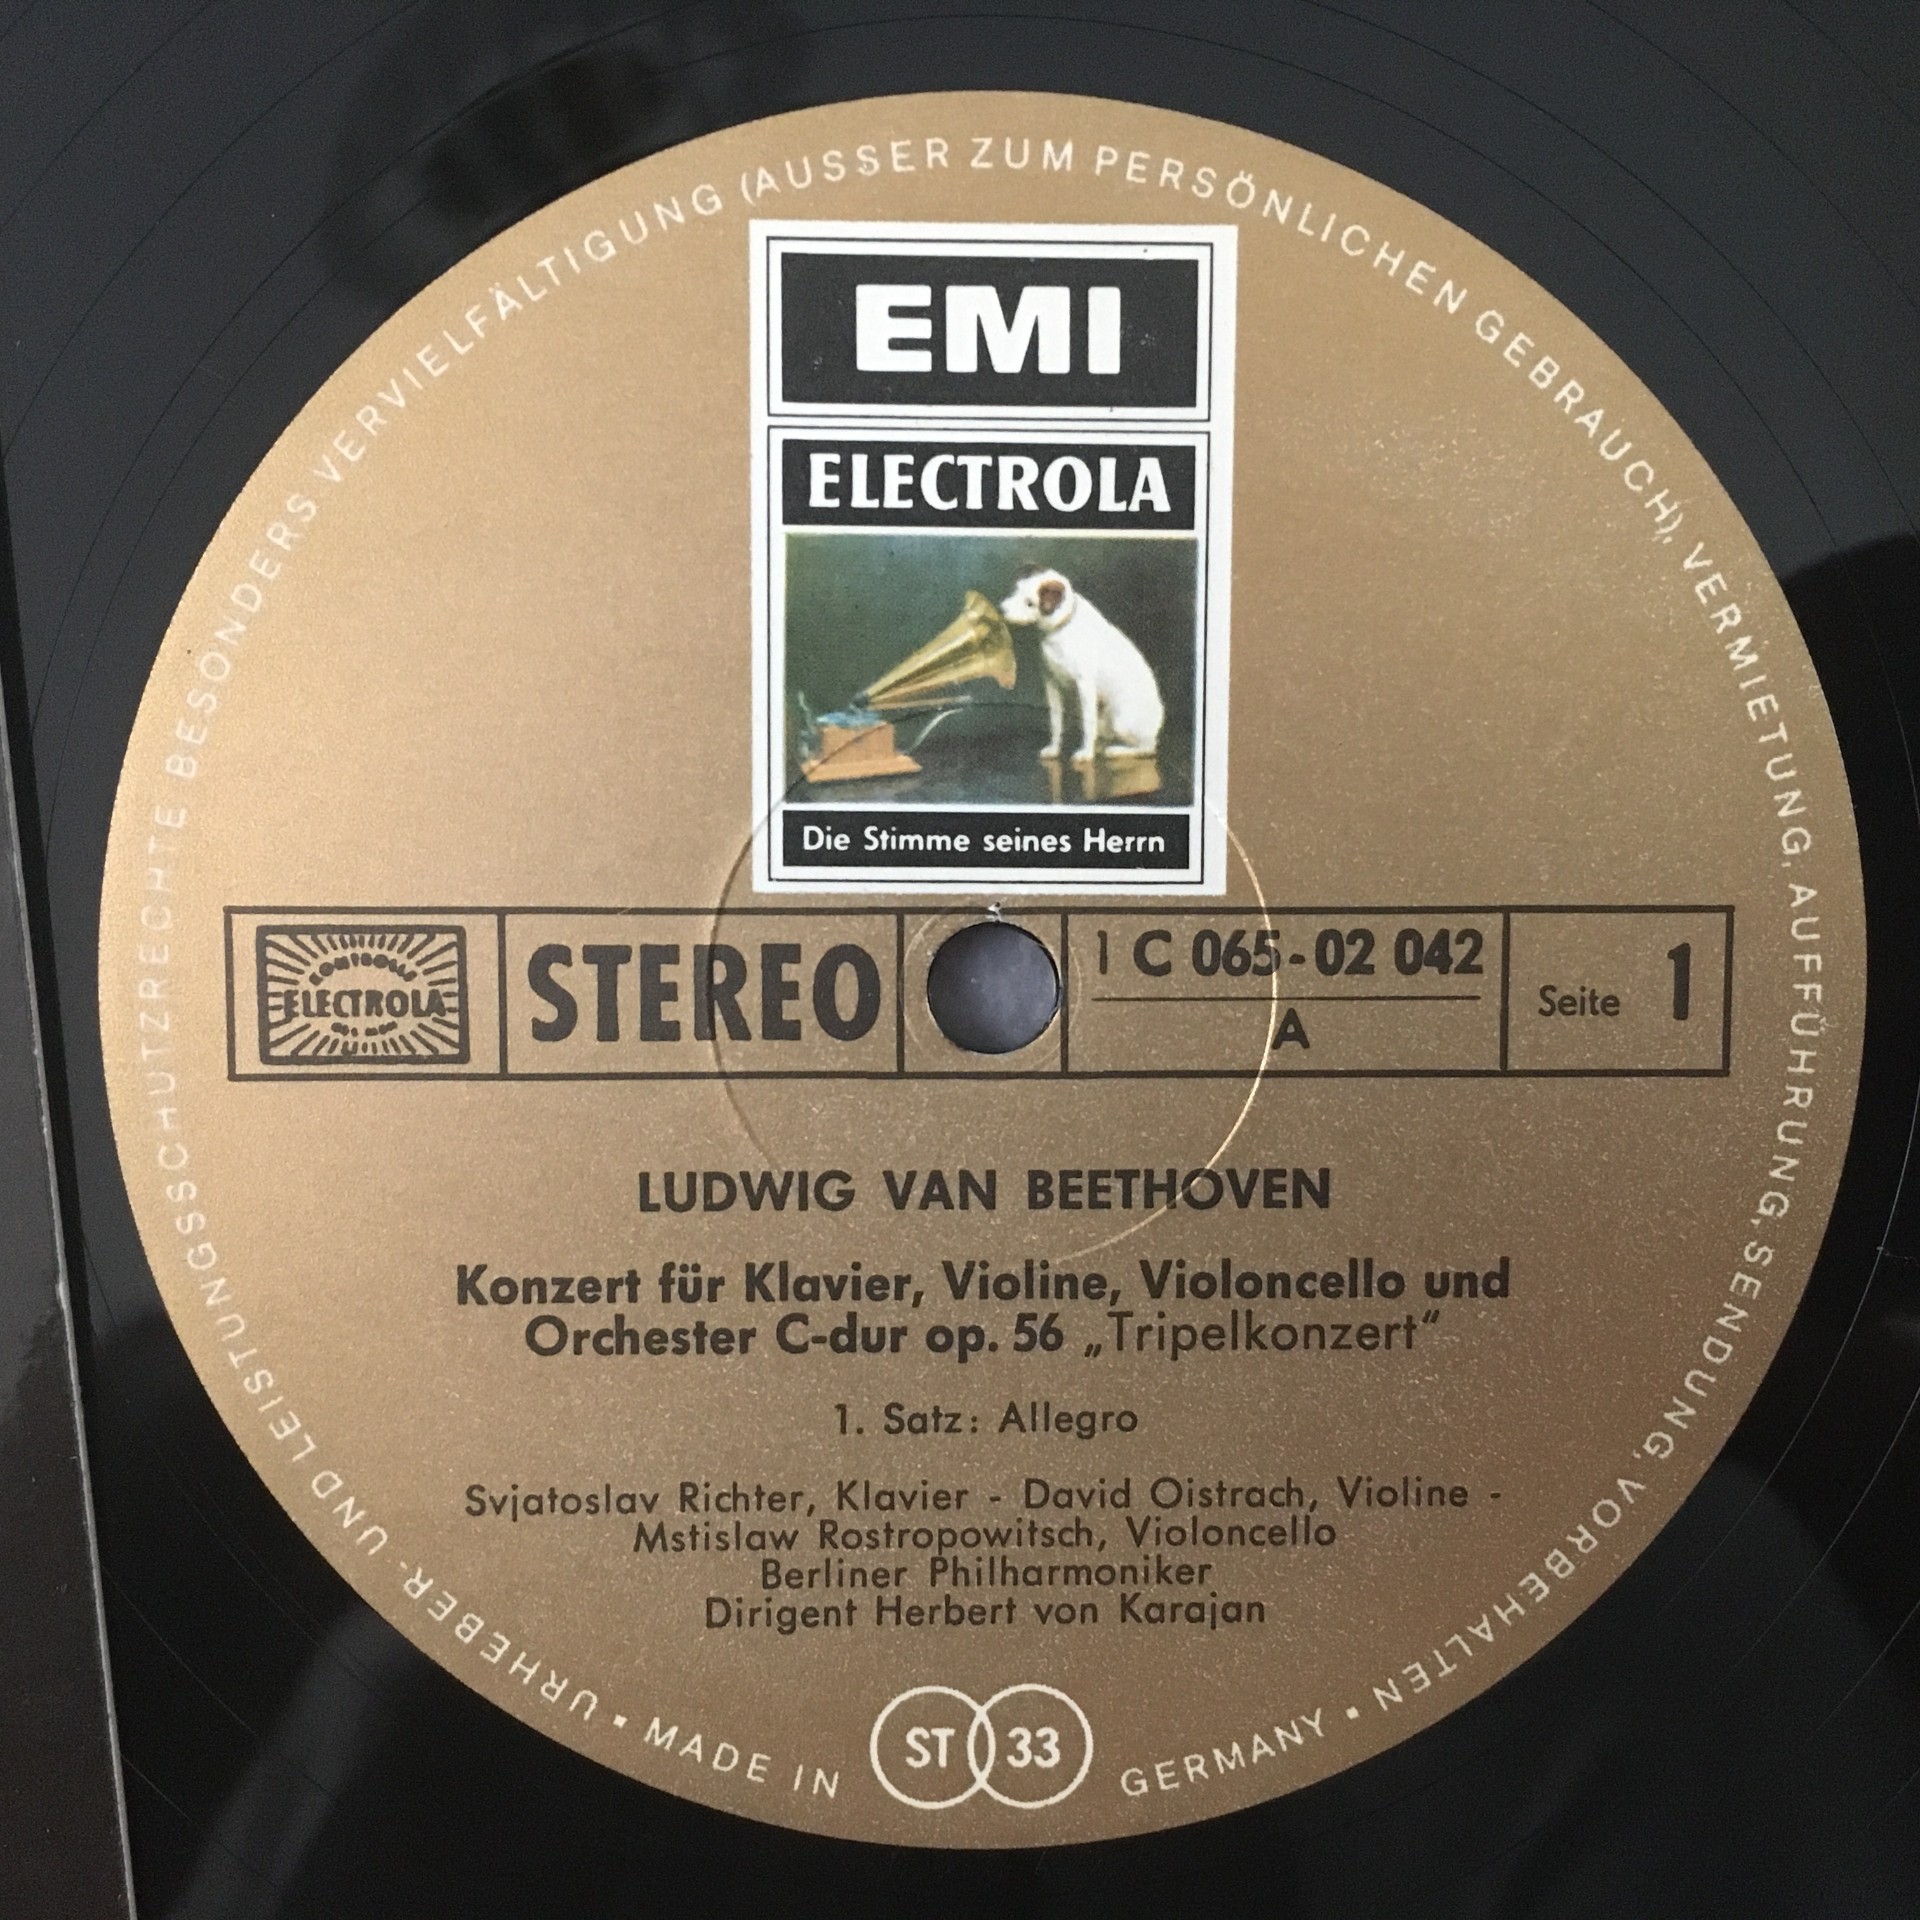 URHEBER- UND LEISTUNGSSCHUTZRECHTE BESONDERS VERVIELFÄLTIGUNG (AUSSER ZUM PERSÖNLICHEN GEBRAUCH), VERMIETUNG, AUFFÜHRUNG, SENDUNG, VORBEHALTEN
EMI
ELECTROLA
Die Stimme seines Herrn
ELECTROLA
STEREO
1 C 065-02 042
A
Seite 1
LUDWIG VAN BEETHOVEN
Konzert für Klavier, Violine, Violoncello und
Orchester C-dur op. 56 „Tripelkonzert“
1. Satz: Allegro
Svjatoslav Richter, Klavier - David Oistrach, Violine -
Mstislaw Rostropowitsch, Violoncello
Berliner Philharmoniker
Dirigent Herbert von Karajan
MADE IN GERMANY
ST 33